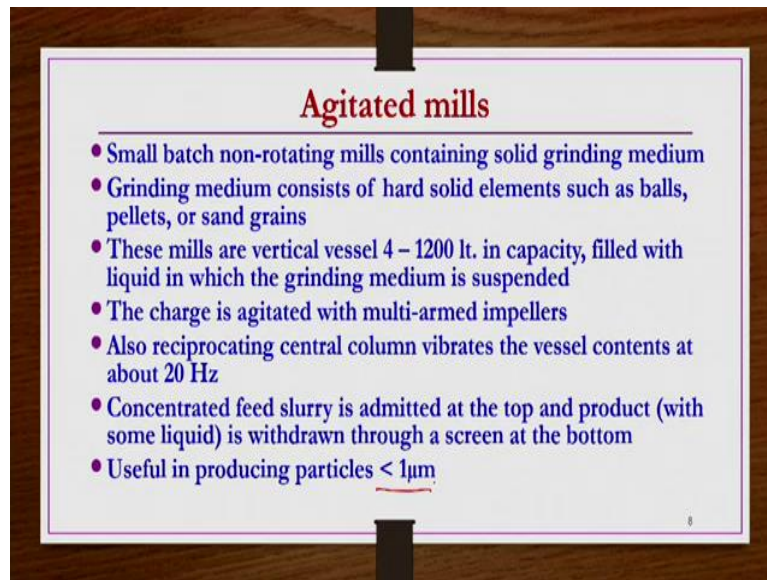 Agitated mills
• Small batch non-rotating mills containing solid grinding medium
• Grinding medium consists of hard solid elements such as balls,
pellets, or sand grains
• These mills are vertical vessel 4 – 1200 lt. in capacity, filled with
liquid in which the grinding medium is suspended
• The charge is agitated with multi-armed impellers
• Also reciprocating central column vibrates the vessel contents at
about 20 Hz
• Concentrated feed slurry is admitted at the top and product (with
some liquid) is withdrawn through a screen at the bottom
• Useful in producing particles < 1μm
8